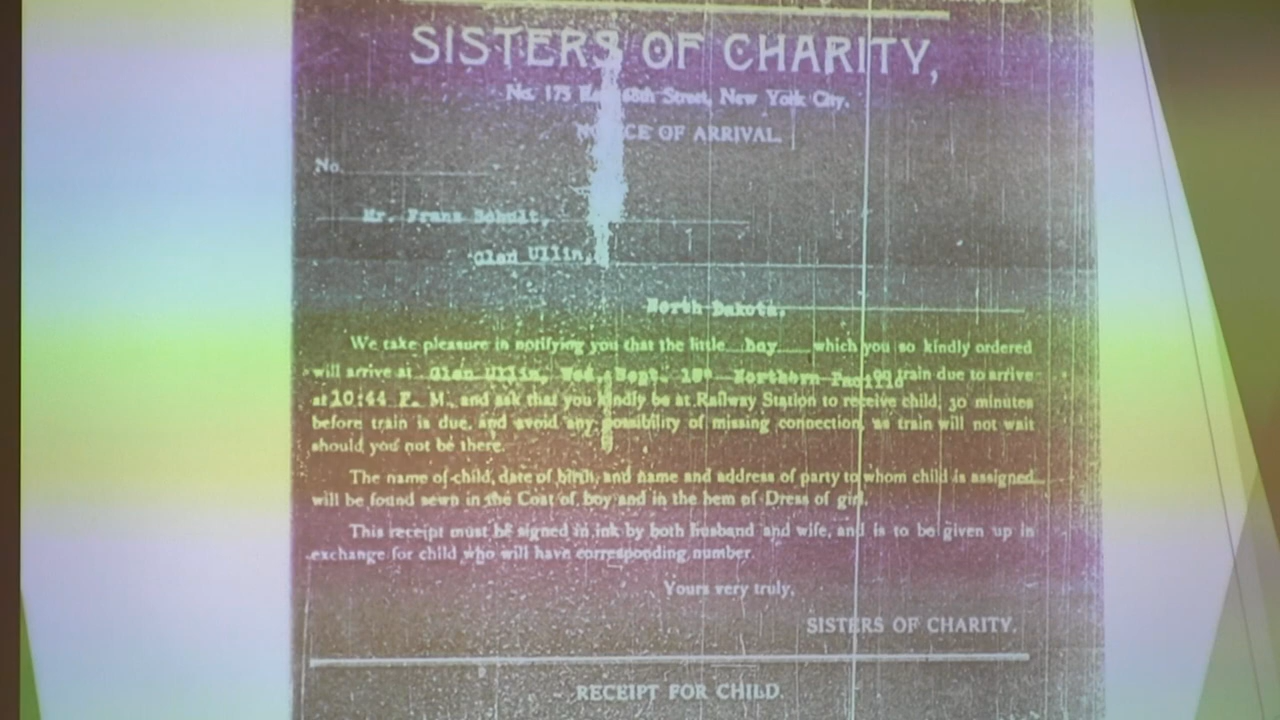 SISTERS OF CHARITY,
No. 175 East 68th Street, New York City.
NOTICE OF ARRIVAL.
No.
Mr. Franz Schult,
Glen Ullin,
North Dakota.
We take pleasure in notifying you that the little boy which you so kindly ordered
will arrive at Glen Ullin, Wed. Sept. Northern Pacific on train due to arrive
at 10:44 P. M., and ask that you kindly be at Railway Station to receive child, 30 minutes
before train is due, and avoid any possibility of missing connection, as train will not wait
should you not be there.
The name of child, date of birth, and name and address of party to whom child is assigned
will be found sewn in the Coat of boy and in the hem of Dress of girl.
This receipt must be signed in ink by both husband and wife, and is to be given up in
exchange for child who will have corresponding number.
Yours very truly,
SISTERS OF CHARITY.
RECEIPT FOR CHILD.